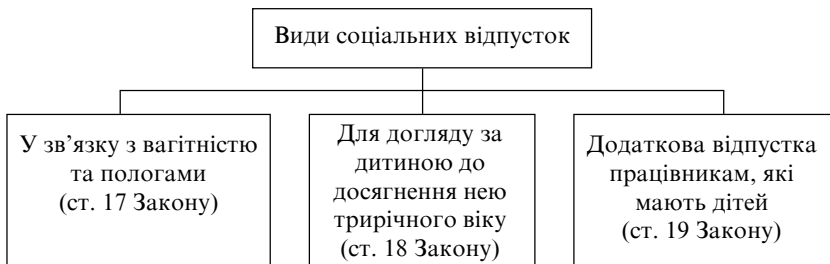 Види соціальних відпусток
У зв’язку з вагітністю
та пологами
(ст. 17 Закону)
Для догляду за
дитиною до
досягнення нею
трирічного віку
(ст. 18 Закону)
Додаткова відпустка
працівникам, які
мають дітей
(ст. 19 Закону)